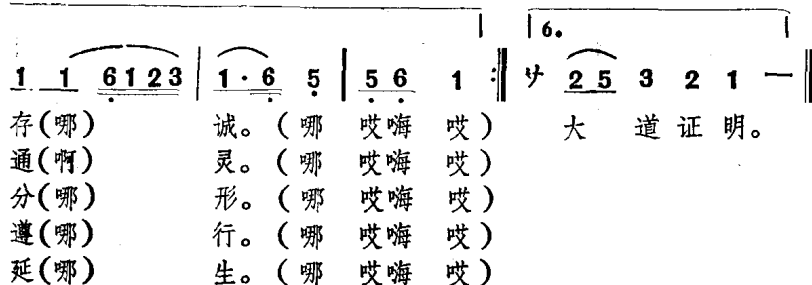 6.
1 1 6123 | 1·6 5 | 5 6 1 :‖ サ 2 5 3 2 1 — ‖
存(哪) 诚。(哪 哎嗨 哎) 大 道 证 明。
通(啊) 灵。(哪 哎嗨 哎)
分(哪) 形。(哪 哎嗨 哎)
遵(哪) 行。(哪 哎嗨 哎)
延(哪) 生。(哪 哎嗨 哎)